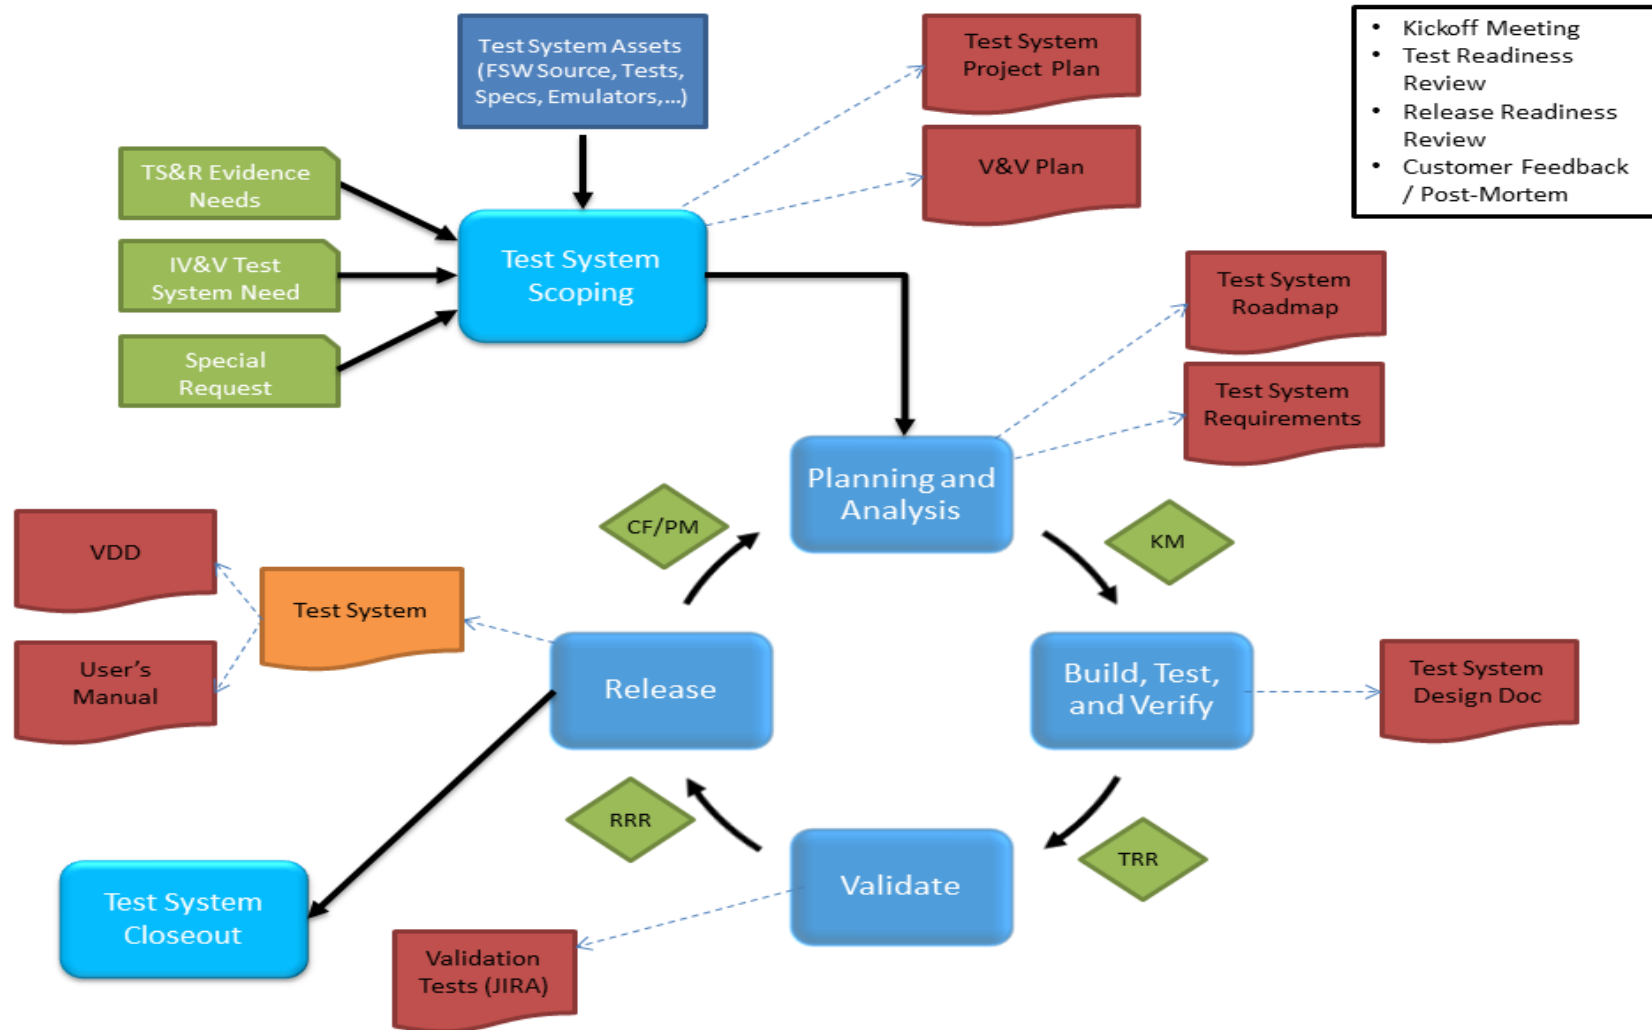 Test System Assets
(FSW Source, Tests,
Specs, Emulators,...)
Test System
Project Plan
V&V Plan
• Kickoff Meeting
• Test Readiness
Review
• Release Readiness
Review
• Customer Feedback
/ Post-Mortem
TS&R Evidence
Needs
IV&V Test
System Need
Special
Request
Test System
Scoping
Test System
Roadmap
Test System
Requirements
Planning and
Analysis
CF/PM
KM
VDD
Test System
User’s
Manual
Release
Build, Test,
and Verify
Test System
Design Doc
RRR
TRR
Validate
Test System
Closeout
Validation
Tests (JIRA)